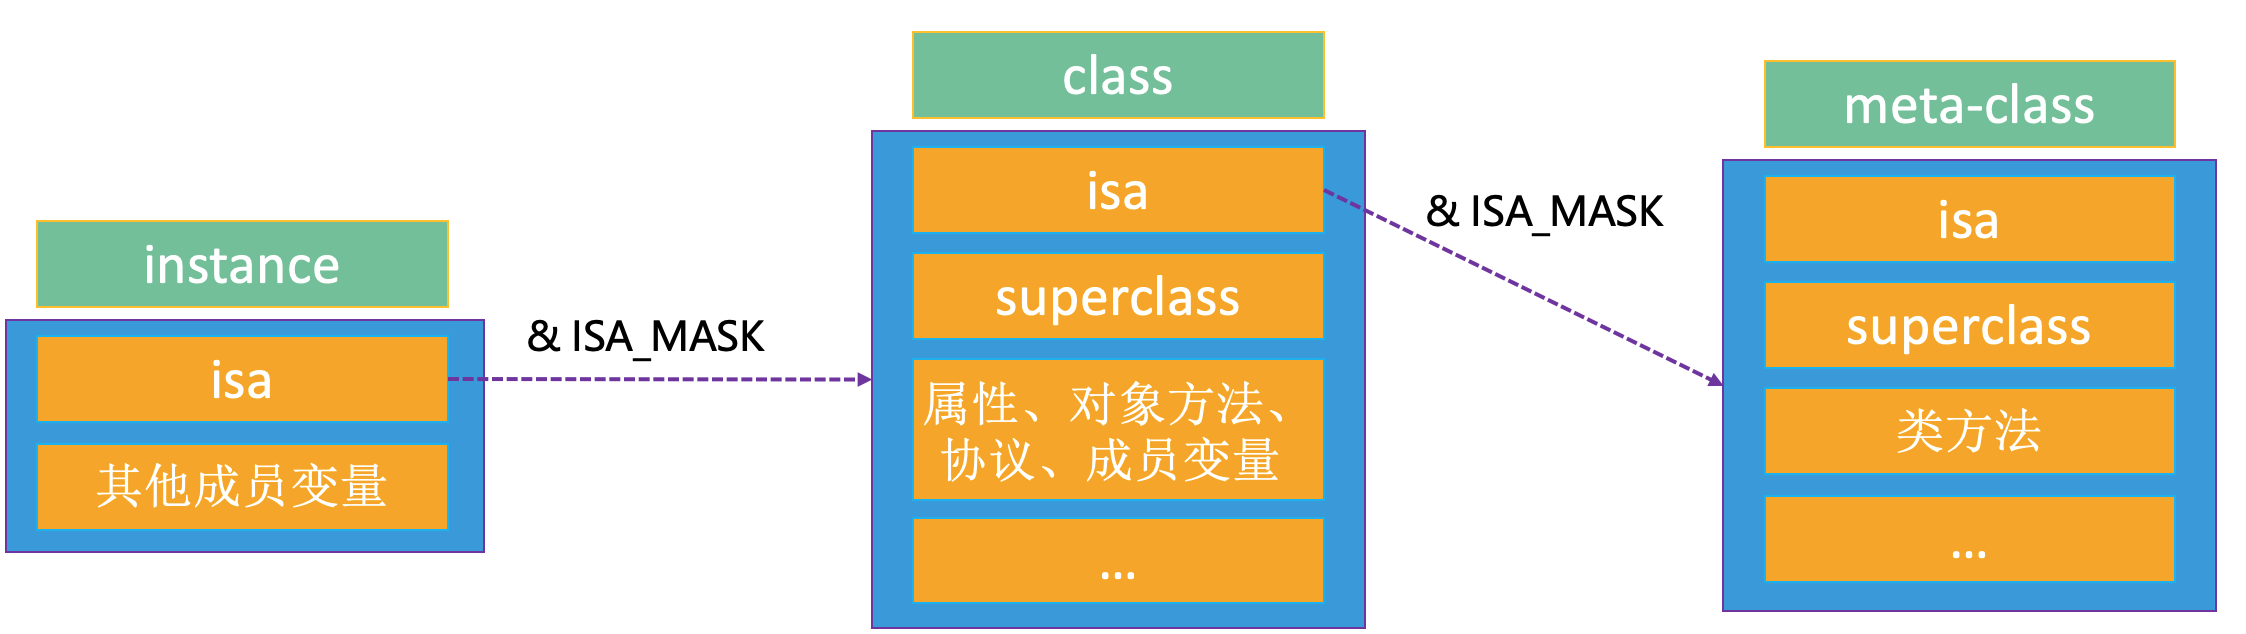 instance
isa
其他成员变量
& ISA_MASK
class
isa
superclass
属性、对象方法、
协议、成员变量
...
& ISA_MASK
meta-class
isa
superclass
类方法
...